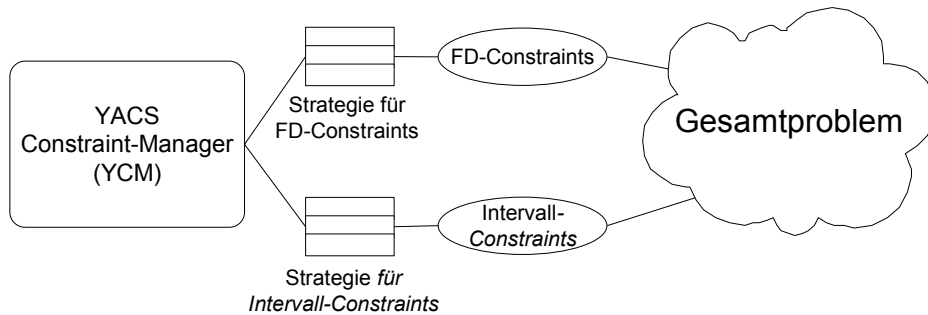 YACS
Constraint-Manager
(YCM)
Strategie für
FD-Constraints
FD-Constraints
Strategie für
Intervall-Constraints
Intervall-
Constraints
Gesamtproblem